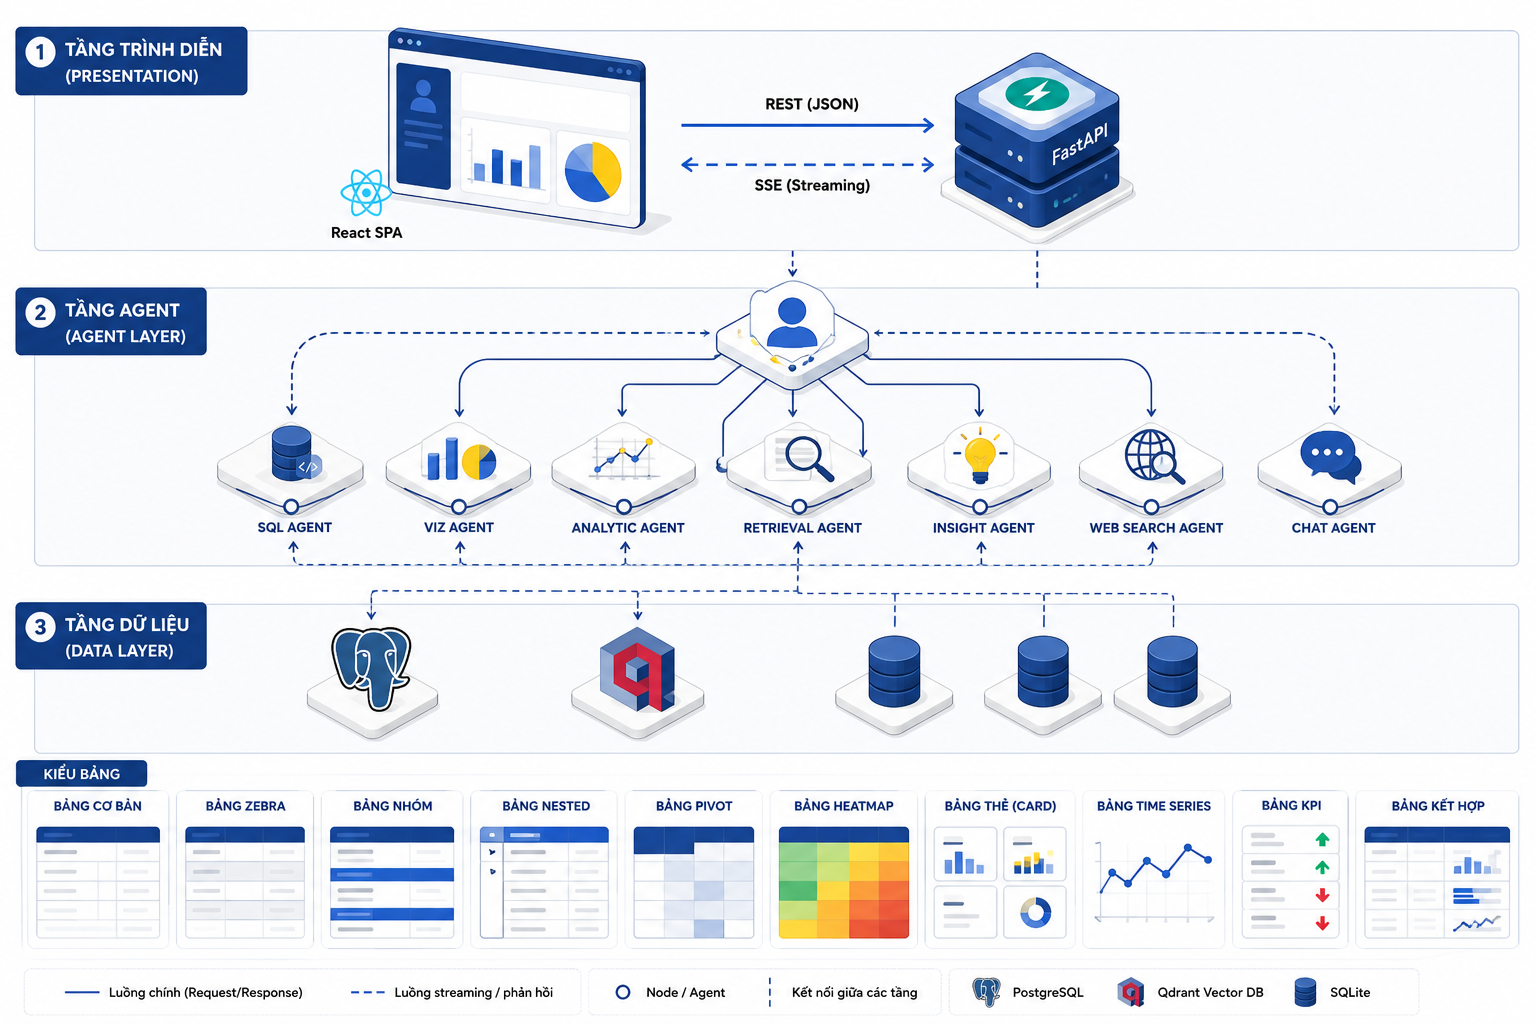 1 TẦNG TRÌNH DIỄN
(PRESENTATION)
React SPA
REST (JSON)
SSE (Streaming)
FastAPI
2 TẦNG AGENT
(AGENT LAYER)
</>
SQL AGENT
VIZ AGENT
ANALYTIC AGENT
RETRIEVAL AGENT
INSIGHT AGENT
WEB SEARCH AGENT
CHAT AGENT
3 TẦNG DỮ LIỆU
(DATA LAYER)
KIỂU BẢNG
BẢNG CƠ BẢN
BẢNG ZEBRA
BẢNG NHÓM
BẢNG NESTED
BẢNG PIVOT
BẢNG HEATMAP
BẢNG THẺ (CARD)
BẢNG TIME SERIES
BẢNG KPI
BẢNG KẾT HỢP
Luồng chính (Request/Response)
Luồng streaming / phản hồi
Node / Agent
Kết nối giữa các tầng
PostgreSQL
Qdrant Vector DB
SQLite